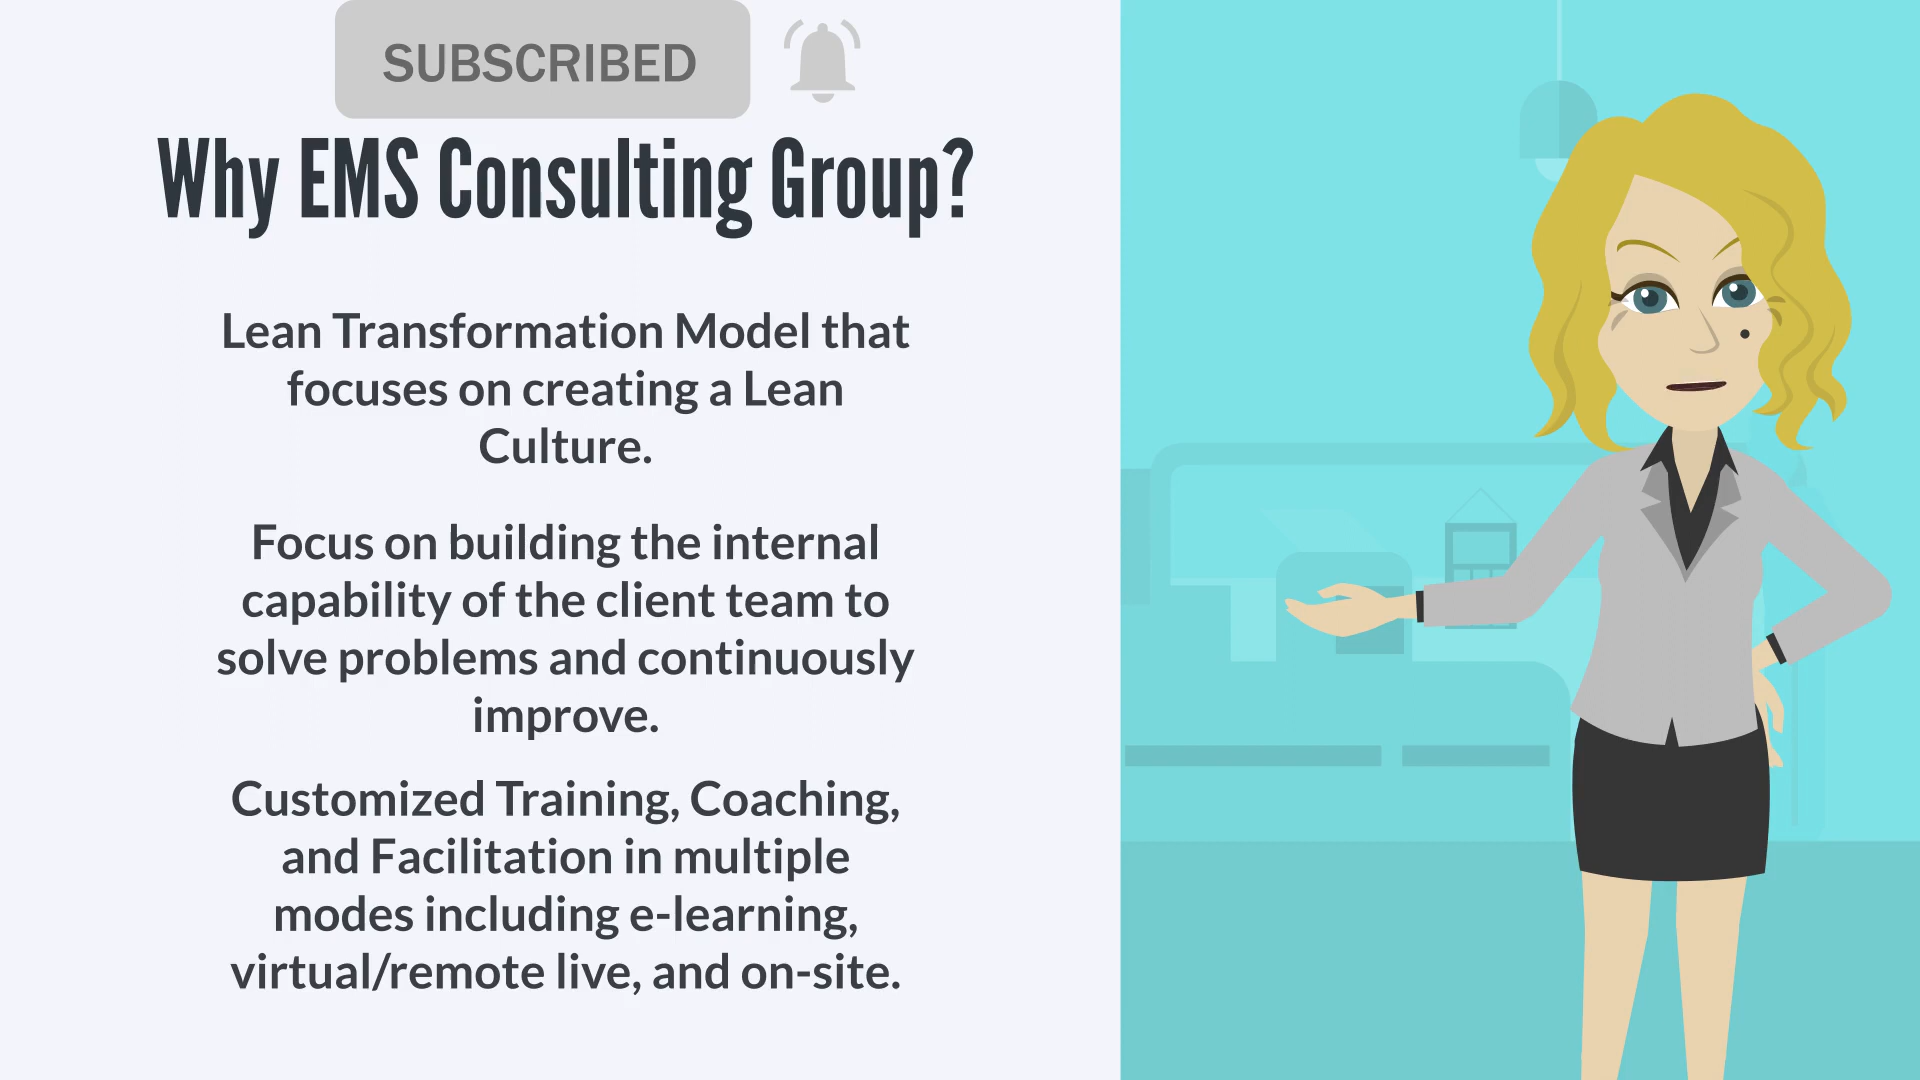 SUBSCRIBED
Why EMS Consulting Group?
Lean Transformation Model that
focuses on creating a Lean
Culture.
Focus on building the internal
capability of the client team to
solve problems and continuously
improve.
Customized Training, Coaching,
and Facilitation in multiple
modes including e-learning,
virtual/remote live, and on-site.